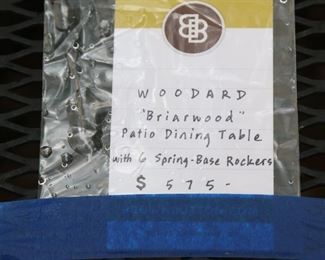 WOODARD
"Briarwood"
Patio Dining Table
with 6 Spring-Base Rockers
$ 575-